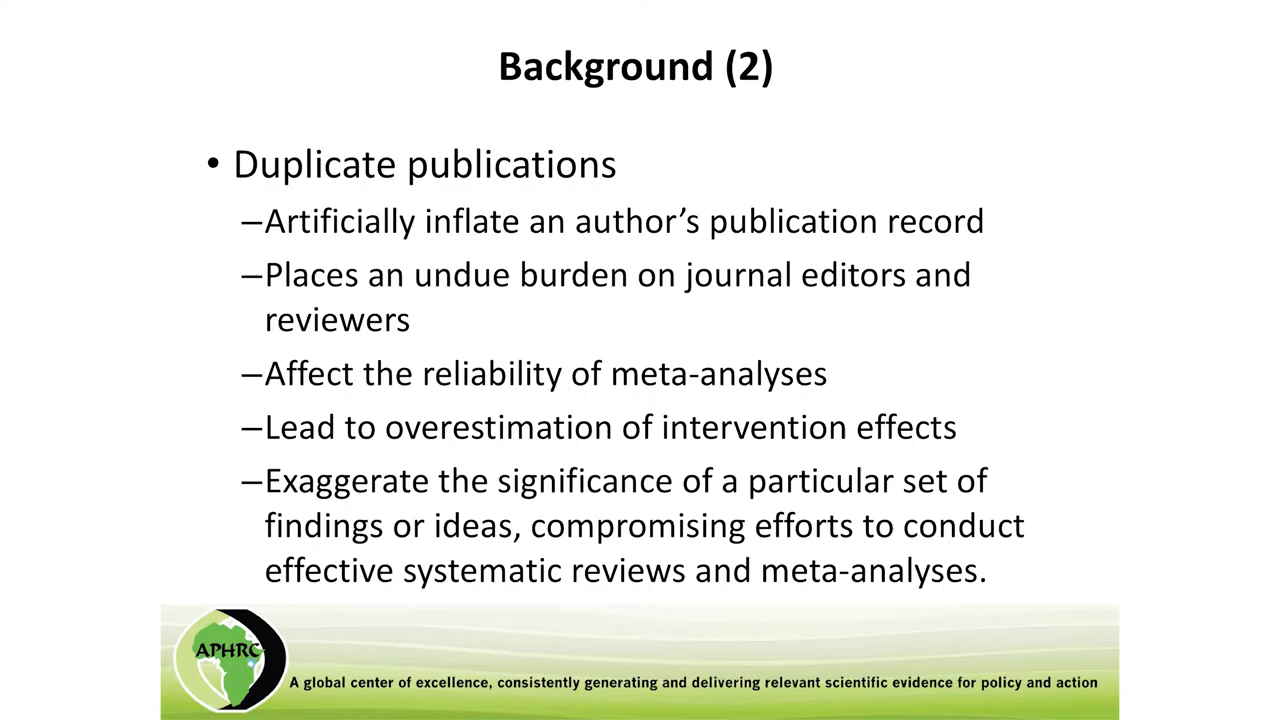 Background (2)
• Duplicate publications
–Artificially inflate an author’s publication record
–Places an undue burden on journal editors and
reviewers
–Affect the reliability of meta-analyses
–Lead to overestimation of intervention effects
–Exaggerate the significance of a particular set of
findings or ideas, compromising efforts to conduct
effective systematic reviews and meta-analyses.
APHRC
A global center of excellence, consistently generating and delivering relevant scientific evidence for policy and action